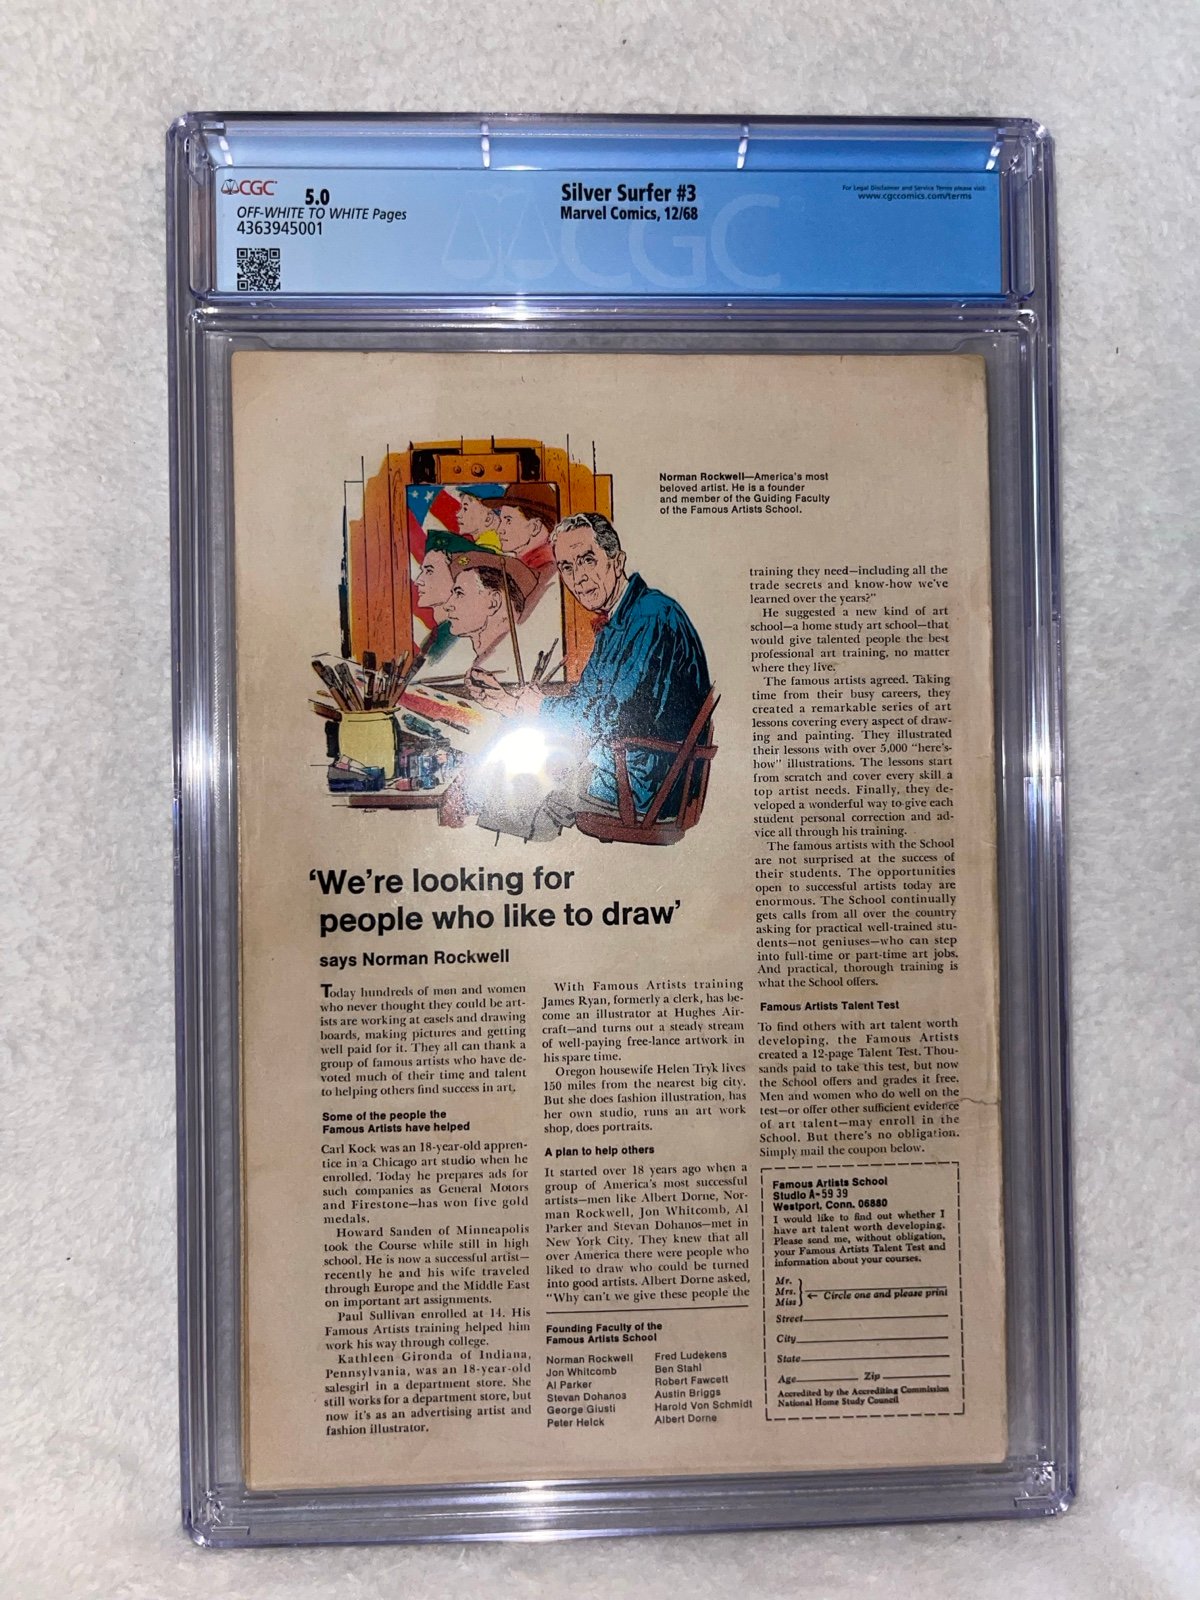 CGC
5.0
OFF-WHITE TO WHITE Pages
4363945001
Silver Surfer #3
Marvel Comics, 12/68
For Legal Disclaimer and Service Terms please visit
www.cgccomics.com/terms
CGC
Norman Rockwell—America's most
beloved artist. He is a founder
and member of the Guiding Faculty
of the Famous Artists School.
'We're looking for
people who like to draw'
says Norman Rockwell
Today hundreds of men and women
who never thought they could be art-
ists are working at easels and drawing
boards, making pictures and getting
well paid for it. They all can thank a
group of famous artists who have de-
voted much of their time and talent
to helping others find success in art.
Some of the people the
Famous Artists have helped
Carl Kock was an 18-year-old appren-
tice in a Chicago art studio when he
enrolled. Today he prepares ads for
such companies as General Motors
and Firestone—has won five gold
medals.
Howard Sanden of Minneapolis
took the Course while still in high
school. He is now a successful artist—
recently he and his wife traveled
through Europe and the Middle East
on important art assignments.
Paul Sullivan enrolled at 14. His
Famous Artists training helped him
work his way through college.
Kathleen Gironda of Indiana,
Pennsylvania, was an 18-year-old
salesgirl in a department store. She
still works for a department store, but
now it's as an advertising artist and
fashion illustrator.
With Famous Artists training
James Ryan, formerly a clerk, has be-
come an illustrator at Hughes Air-
craft—and turns out a steady stream
of well-paying free-lance artwork in
his spare time.
Oregon housewife Helen Tryk lives
150 miles from the nearest big city.
But she does fashion illustration, has
her own studio, runs an art work
shop, does portraits.
A plan to help others
It started over 18 years ago when a
group of America's most successful
artists—men like Albert Dorne, Nor-
man Rockwell, Jon Whitcomb, Al
Parker and Stevan Dohanos—met in
New York City. They knew that all
over America there were people who
liked to draw who could be turned
into good artists. Albert Dorne asked,
"Why can't we give these people the
Founding Faculty of the
Famous Artists School
Norman Rockwell
Jon Whitcomb
Al Parker
Stevan Dohanos
George Giusti
Peter Helck
Fred Ludekens
Ben Stahl
Robert Fawcett
Austin Briggs
Harold Von Schmidt
Albert Dorne
training they need—including all the
trade secrets and know-how we've
learned over the years?"
He suggested a new kind of art
school—a home study art school—that
would give talented people the best
professional art training, no matter
where they live.
The famous artists agreed. Taking
time from their busy careers, they
created a remarkable series of art
lessons covering every aspect of draw-
ing and painting. They illustrated
their lessons with over 5,000 "here's-
how" illustrations. The lessons start
from scratch and cover every skill a
top artist needs. Finally, they de-
veloped a wonderful way to give each
student personal correction and ad-
vice all through his training.
The famous artists with the School
are not surprised at the success of
their students. The opportunities
open to successful artists today are
enormous. The School continually
gets calls from all over the country
asking for practical well-trained stu-
dents—not geniuses—who can step
into full-time or part-time art jobs.
And practical, thorough training is
what the School offers.
Famous Artists Talent Test
To find others with art talent worth
developing, the Famous Artists
created a 12-page Talent Test. Thou-
sands paid to take this test, but now
the School offers and grades it free.
Men and women who do well on the
test—or offer other sufficient evidence
of art talent—may enroll in the
School. But there's no obligation.
Simply mail the coupon below.
Famous Artists School
Studio A-59 39
Westport, Conn. 06880
I would like to find out whether I
have art talent worth developing.
Please send me, without obligation,
your Famous Artists Talent Test and
information about your courses.
Mr.
Mrs.
Miss
← Circle one and please print
Street
City
State
Age Zip
Accredited by the Accrediting Commission
National Home Study Council